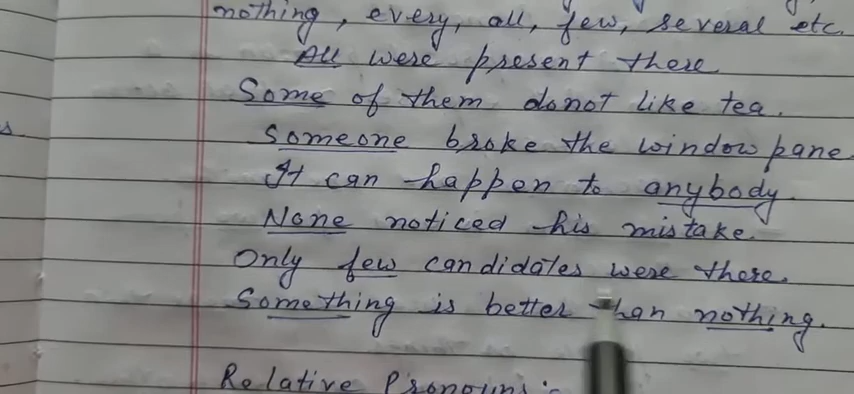 nothing, every, all, few, several etc.
All were present there
Some of them donot like tea.
Someone broke the window pane.
It can happen to anybody.
None noticed his mistake.
Only few candidates were there.
Something is better than nothing.
Relative Pronouns:-